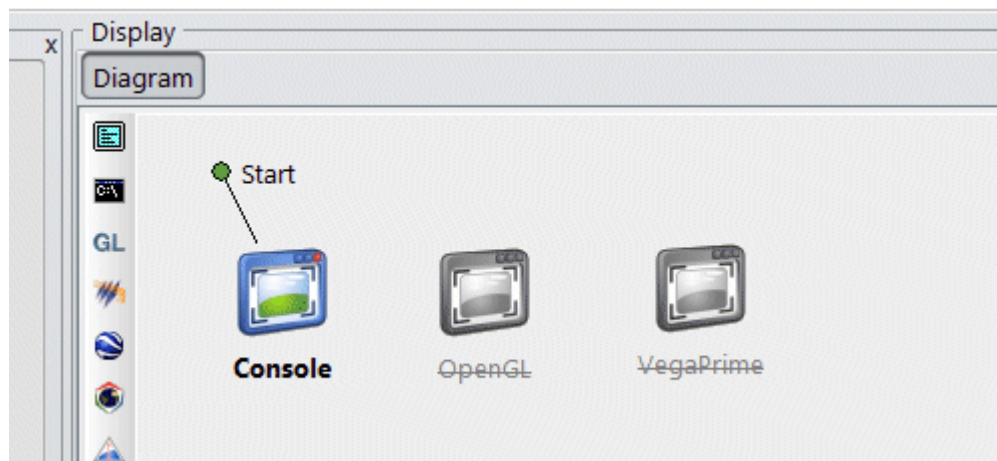 x
Display
Diagram
Start
C:\
GL
Console
OpenGL
VegaPrime